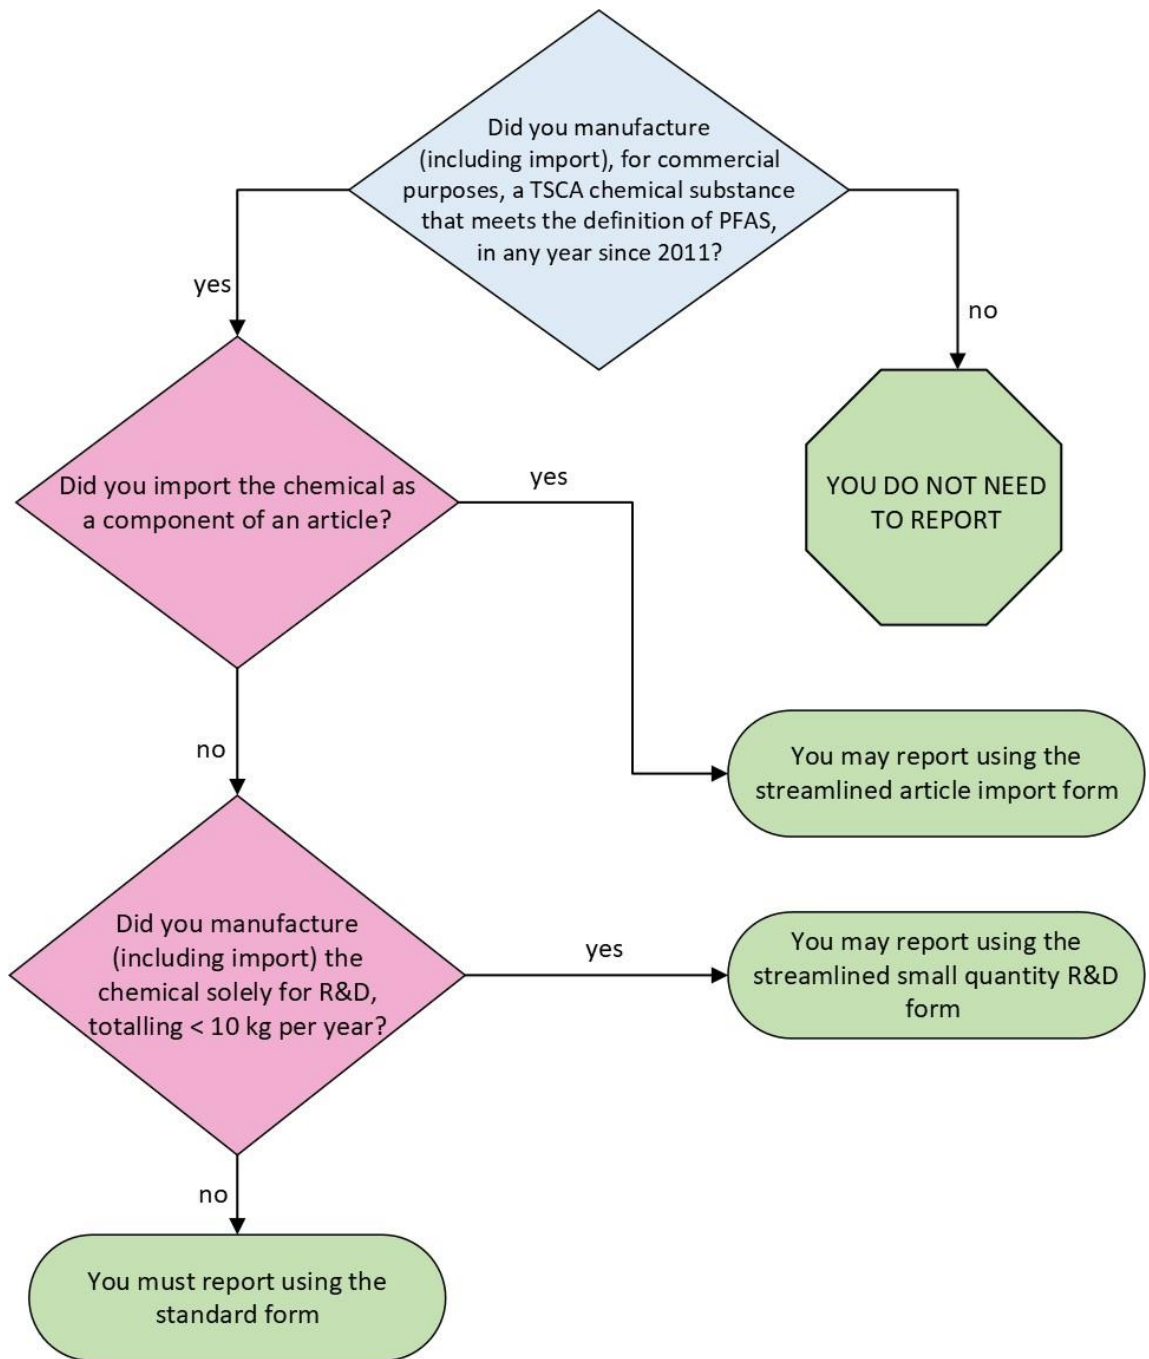 Did you manufacture
(including import), for commercial
purposes, a TSCA chemical substance
that meets the definition of PFAS,
in any year since 2011?
yes
no
Did you import the chemical as
a component of an article?
yes
YOU DO NOT NEED
TO REPORT
no
You may report using the
streamlined article import form
Did you manufacture
(including import) the
chemical solely for R&D,
totalling < 10 kg per year?
yes
You may report using the
streamlined small quantity R&D
form
no
You must report using the
standard form